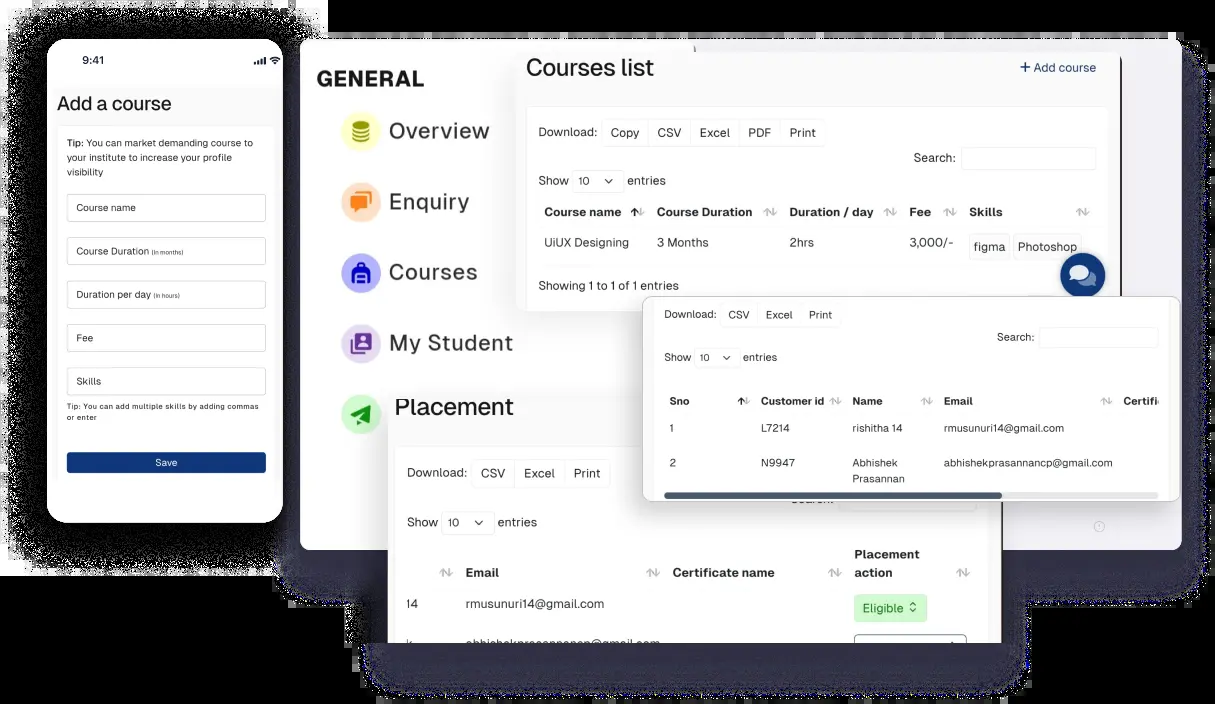 9:41
Add a course
Tip: You can market demanding course to
your institute to increase your profile
visibility
Course name
Course Duration (In months)
Duration per day (In hours)
Fee
Skills
Tip: You can add multiple skills by adding commas
or enter
Save
GENERAL
Overview
Enquiry
Courses
My Student
Courses list
+ Add course
Download: Copy CSV Excel PDF Print
Search:
Show 10 entries
Course name Course Duration Duration / day Fee Skills
UiUX Designing 3 Months 2hrs 3,000/- figma Photoshop
Showing 1 to 1 of 1 entries
Download: CSV Excel Print
Search:
Show 10 entries
Sno Customer id Name Email Certifi
1 L7214 rishitha 14 rmusunuri14@gmail.com
2 N9947 Abhishek abhishekprasannancp@gmail.com
Prasannan
Placement
Download: CSV Excel Print
Search:
Show 10 entries
Placement
Email Certificate name action
14 rmusunuri14@gmail.com Eligible
abhishekprasannancp@gmail.com